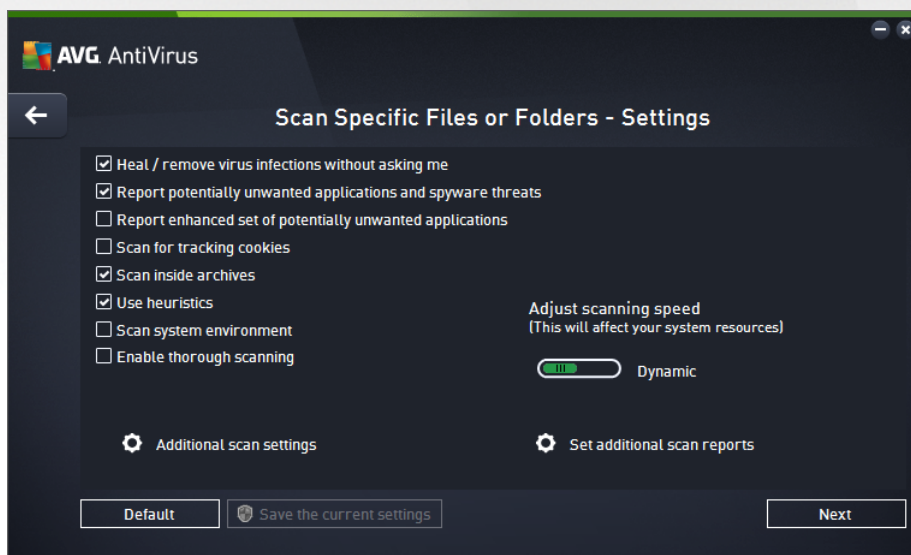 AVG. AntiVirus
Scan Specific Files or Folders - Settings
Heal / remove virus infections without asking me
Report potentially unwanted applications and spyware threats
Report enhanced set of potentially unwanted applications
Scan for tracking cookies
Scan inside archives
Use heuristics
Scan system environment
Enable thorough scanning
Adjust scanning speed
(This will affect your system resources)
Dynamic
Additional scan settings
Set additional scan reports
Default
Save the current settings
Next